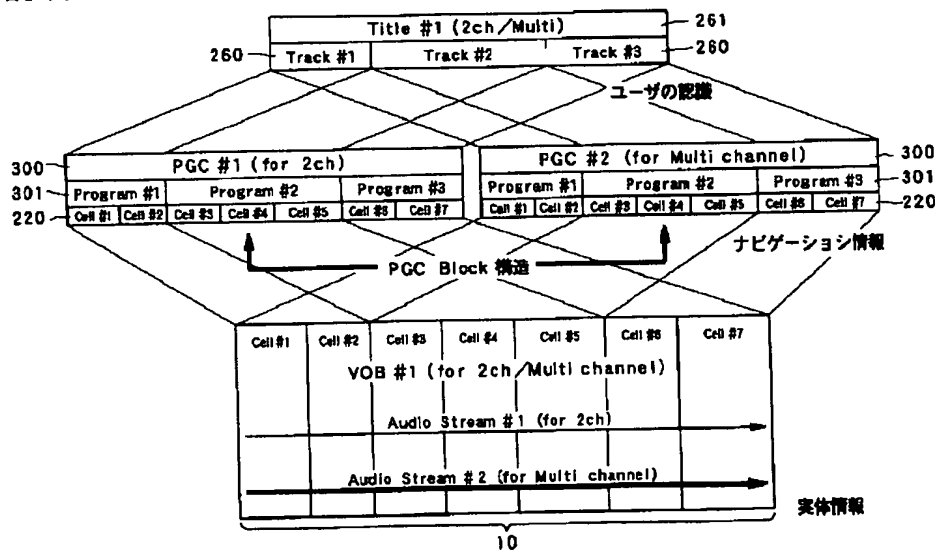 Title #1 (2ch/Multi) 261
260 Track #1 Track #2 Track #3 260
ユーザの認識
300 PGC #1 (for 2ch) PGC #2 (for Multi channel) 300
301 Program #1 Program #2 Program #3 Program #1 Program #2 Program #3 301
220 Cell #1 Cell #2 Cell #3 Cell #4 Cell #5 Cell #6 Cell #7 Cell #1 Cell #2 Cell #3 Cell #4 Cell #5 Cell #6 Cell #7 220
ナビゲーションシ情報
PGC Block 構造
Cell #1 Cell #2 Cell #3 Cell #4 Cell #5 Cell #6 Cell #7
VOB #1 (for 2ch/Multi channel)
Audio Stream #1 (for 2ch)
Audio Stream #2 (for Multi channel)
実体情報
10